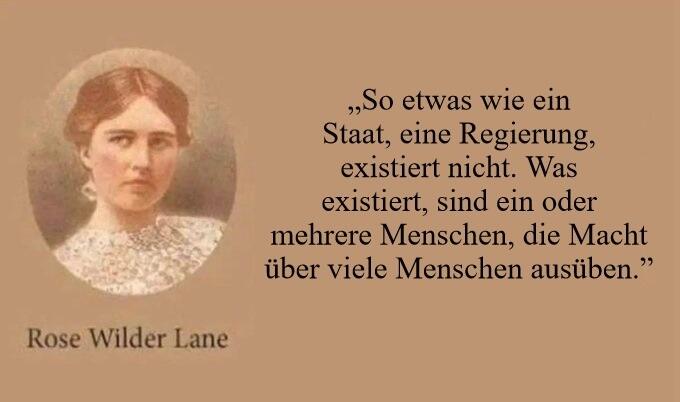 „So etwas wie ein
Staat, eine Regierung,
existiert nicht. Was
existiert, sind ein oder
mehrere Menschen, die Macht
über viele Menschen ausüben.”
Rose Wilder Lane